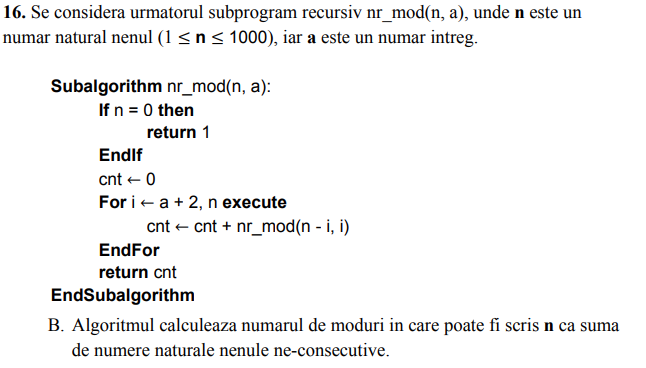 16. Se considera urmatorul subprogram recursiv nr_mod(n, a), unde n este un
numar natural nenul (1 ≤ n ≤ 1000), iar a este un numar intreg.
Subalgorithm nr_mod(n, a):
If n = 0 then
return 1
EndIf
cnt ← 0
For i ← a + 2, n execute
cnt ← cnt + nr_mod(n - i, i)
EndFor
return cnt
EndSubalgorithm
B. Algoritmul calculeaza numarul de moduri in care poate fi scris n ca suma
de numere naturale nenule ne-consecutive.